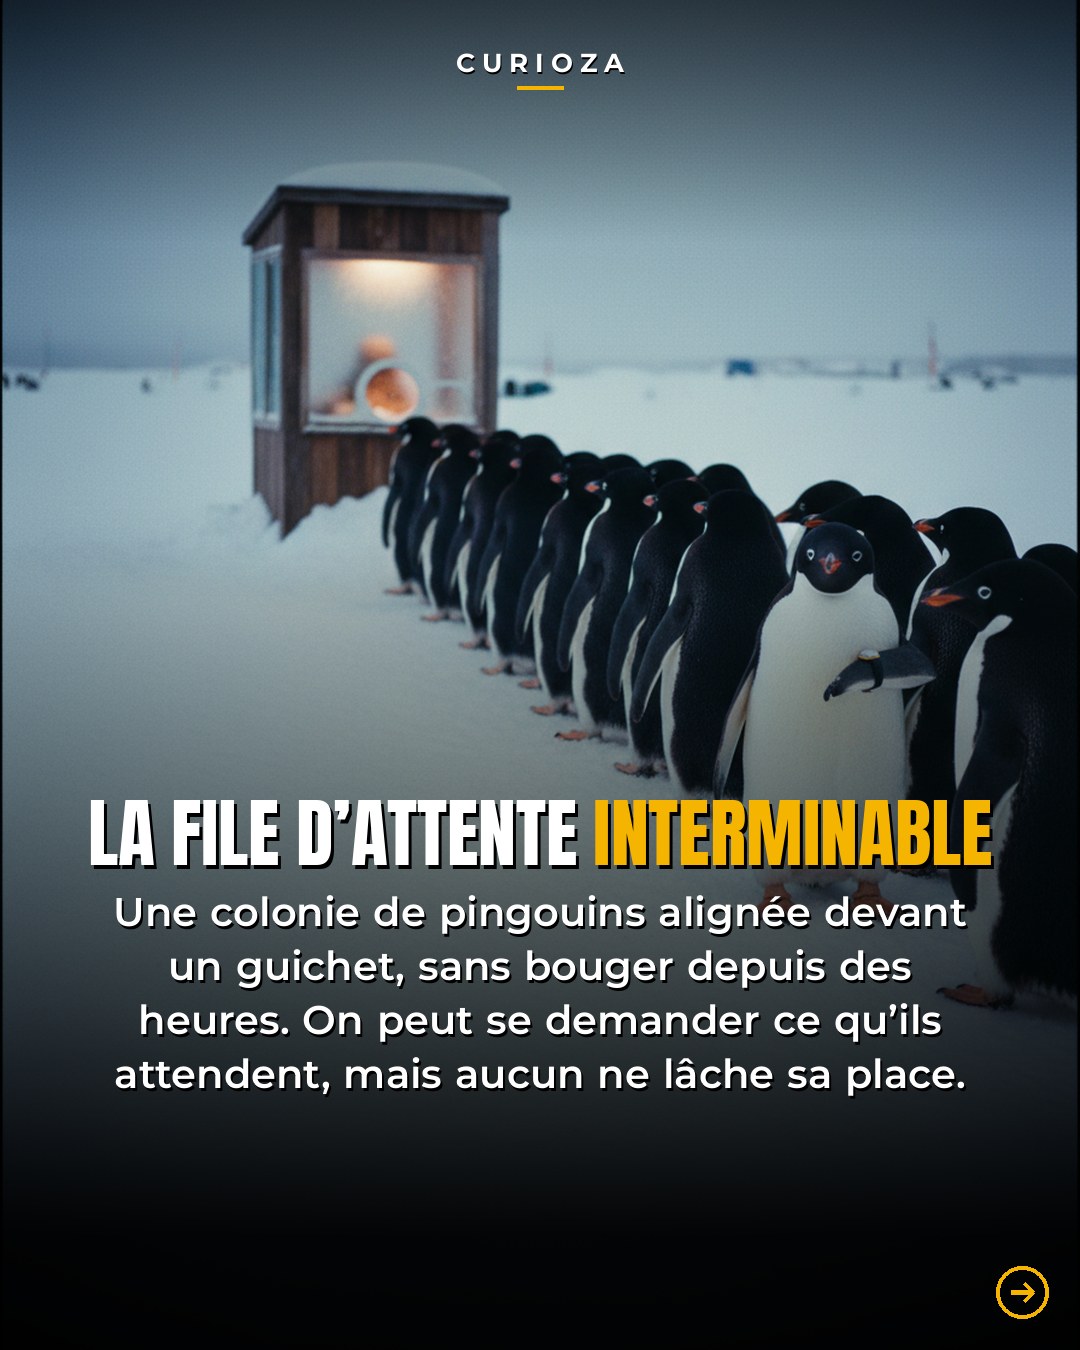 CURIOZA
LA FILE D’ATTENTE INTERMINABLE
Une colonie de pingouins alignée devant
un guichet, sans bouger depuis des
heures. On peut se demander ce qu’ils
attendent, mais aucun ne lâche sa place.